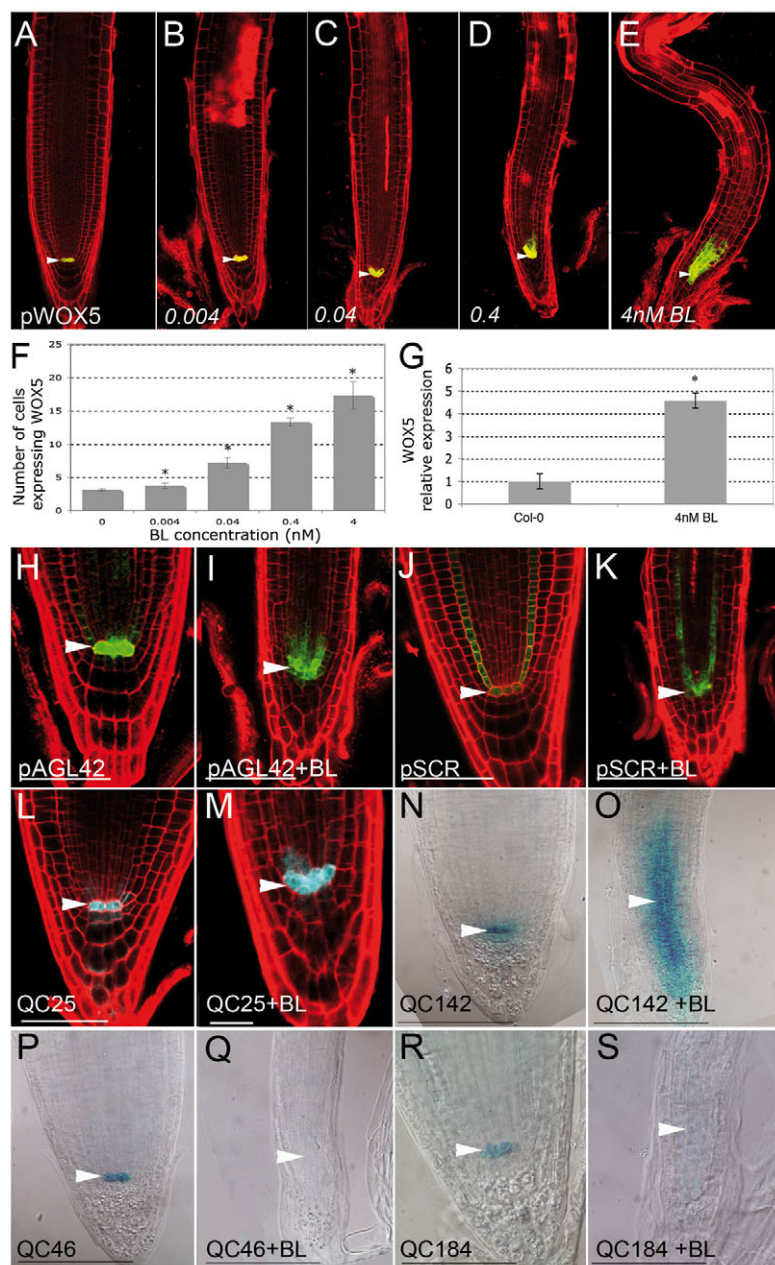 A B C D E
pWOX5 0.004 0.04 0.4 4nM BL
F
Number of cells
expressing WOX5
25
20
15
10
5
0
* * * *
0 0.004 0.04 0.4 4
BL concentration (nM)
G
WOX5
relative expression
6
5
4
3
2
1
0
*
Col-0 4nM BL
H I J K
pAGL42 pAGL42+BL pSCR pSCR+BL
L M N O
QC25 QC25+BL QC142 QC142 +BL
P Q R S
QC46 QC46+BL QC184 QC184 +BL